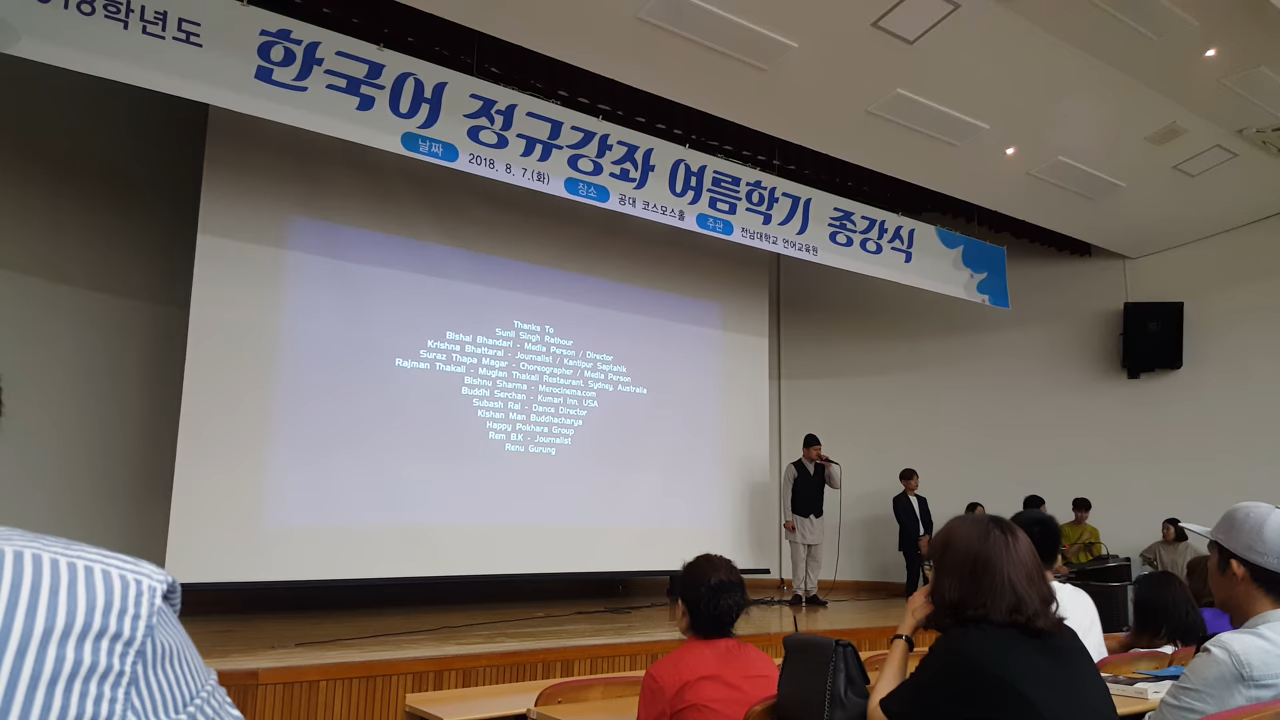 018학년도
한국어 정규강좌 여름학기 종강식
날짜 2018. 8. 7.(화) 장소 공대 코스모스홀 주관 전남대학교 언어교육원
Thanks To
Sunil Singh Rathour
Bishal Bhandari - Media Person / Director
Krishna Bhattarai - Journalist / Kantipur Saptahik
Suraz Thapa Magar - Choreographer / Media Person
Rajman Thakali - Muglan Thakali Restaurant, Sydney, Australia
Bishnu Sharma - Merocinema.com
Buddhi Serchan - Kumari Inn, USA
Subash Rai - Dance Director
Kishan Man Buddhacharya
Happy Pokhara Group
Rem B.K - Journalist
Renu Gurung